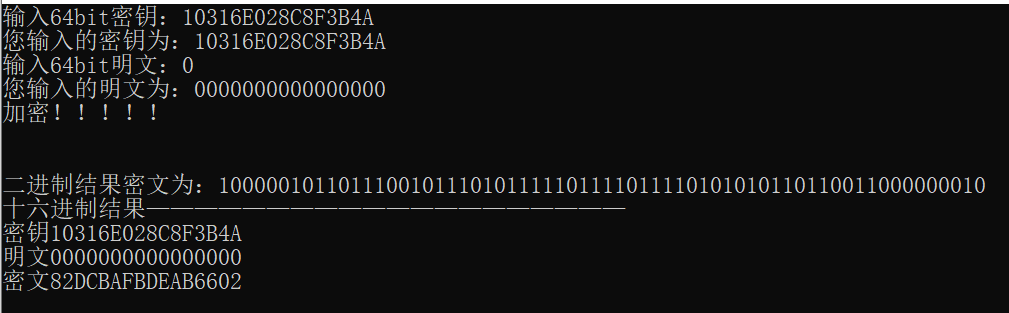 输入64bit密钥：10316E028C8F3B4A
您输入的密钥为：10316E028C8F3B4A
输入64bit明文：0
您输入的明文为：0000000000000000
加密！！！！！
二进制结果密文为：1000001011011100101110101111101111011110101010110110011000000010
十六进制结果————————————————————
密钥10316E028C8F3B4A
明文0000000000000000
密文82DCBAFBDEAB6602